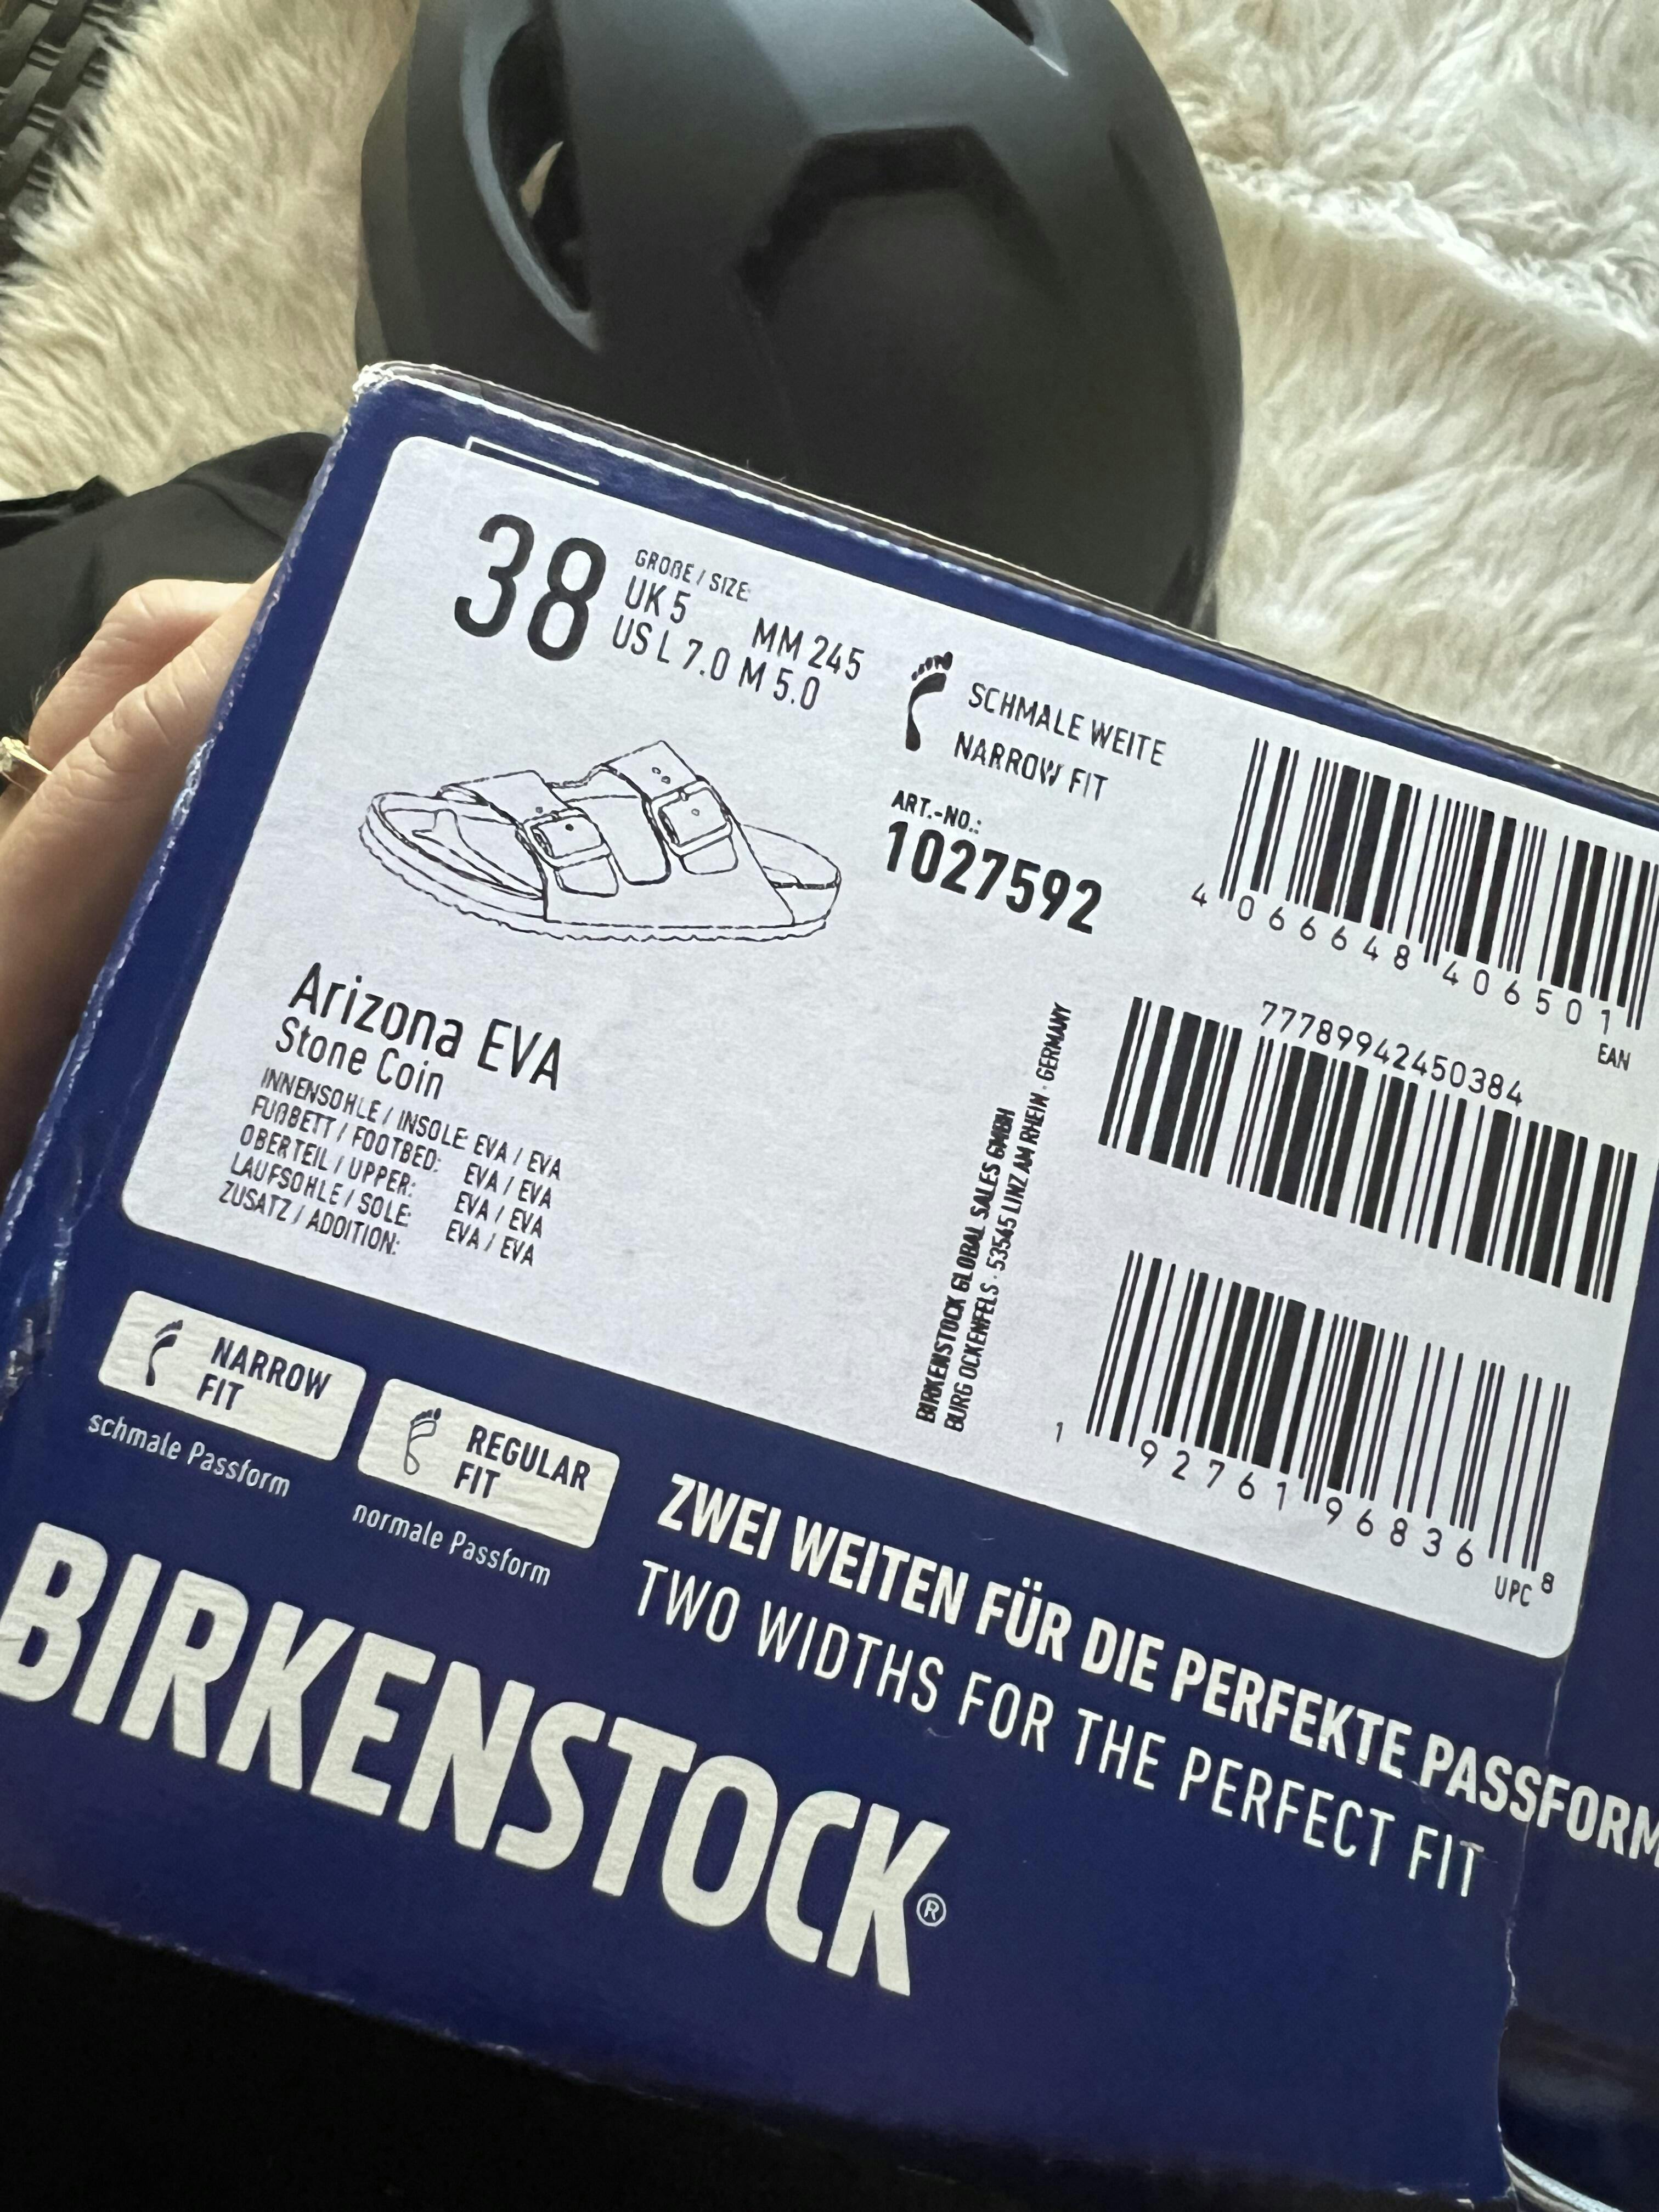 38
GRÖßE / SIZE:
UK 5 MM 245
US L 7.0 M 5.0
SCHMALE WEITE
NARROW FIT
ART.-NO.:
1027592
4 066648 406501
EAN
77789942450384
1 92761 96836 8
UPC
Arizona EVA
Stone Coin
INNENSOHLE / INSOLE: EVA / EVA
FUßBETT / FOOTBED: EVA / EVA
OBERTEIL / UPPER: EVA / EVA
LAUFSOHLE / SOLE: EVA / EVA
ZUSATZ / ADDITION:
BIRKENSTOCK GLOBAL SALES GMBH
BURG OCKENFELS · 53545 LINZ AM RHEIN · GERMANY
NARROW
FIT
schmale Passform
REGULAR
FIT
normale Passform
ZWEI WEITEN FÜR DIE PERFEKTE PASSFORM
TWO WIDTHS FOR THE PERFECT FIT
BIRKENSTOCK®